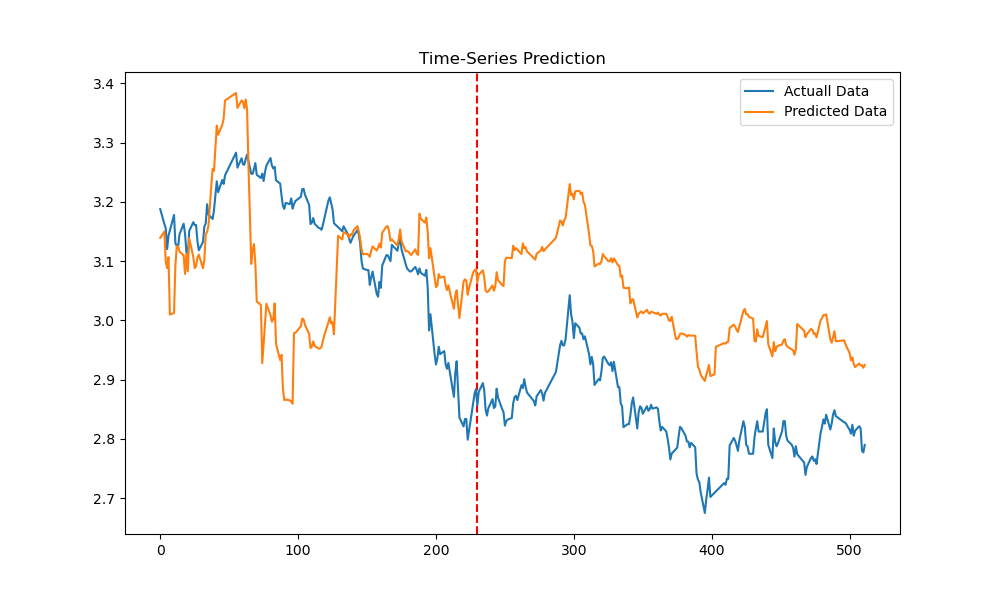 Time-Series Prediction
Actuall Data
Predicted Data
3.4
3.3
3.2
3.1
3.0
2.9
2.8
2.7
0 100 200 300 400 500